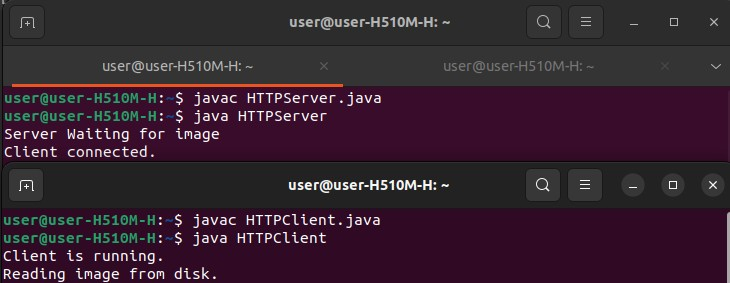 user@user-H510M-H: ~
user@user-H510M-H: ~ × user@user-H510M-H: ~ ×
user@user-H510M-H:~$ javac HTTPServer.java
user@user-H510M-H:~$ java HTTPServer
Server Waiting for image
Client connected.
user@user-H510M-H: ~
user@user-H510M-H:~$ javac HTTPClient.java
user@user-H510M-H:~$ java HTTPClient
Client is running.
Reading image from disk.